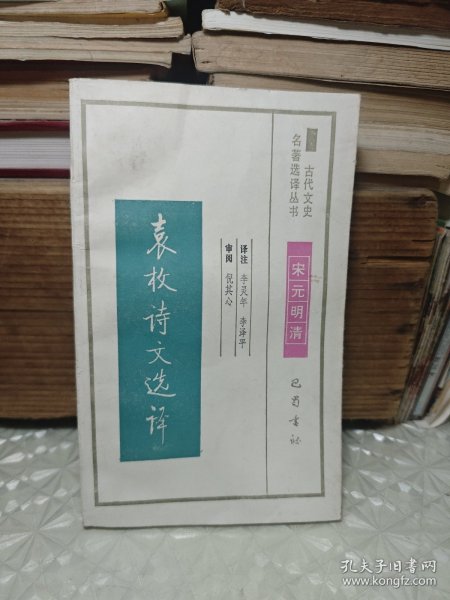 古代文史
名著选译丛书
宋元明清
巴蜀书社
译注 李灵年 李泽平
审阅 倪其心
袁枚诗文选译
孔夫子旧书网
www.kongfz.com